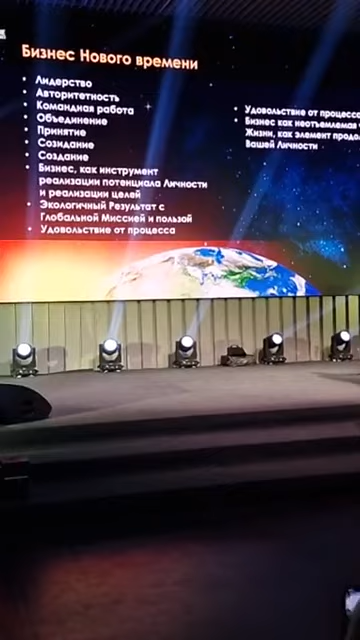 Бизнес Нового времени
• Лидерство
• Авторитетность
• Командная работа
• Объединение
• Принятие
• Созидание
• Создание
• Бизнес, как инструмент
реализации потенциала Личности
и реализации целей
• Экологичный Результат с
Глобальной Миссией и пользой
• Удовольствие от процесса
• Удовольствие от процесса
• Бизнес как неотъемлемая
Жизни, как элемент
Вашей Личности